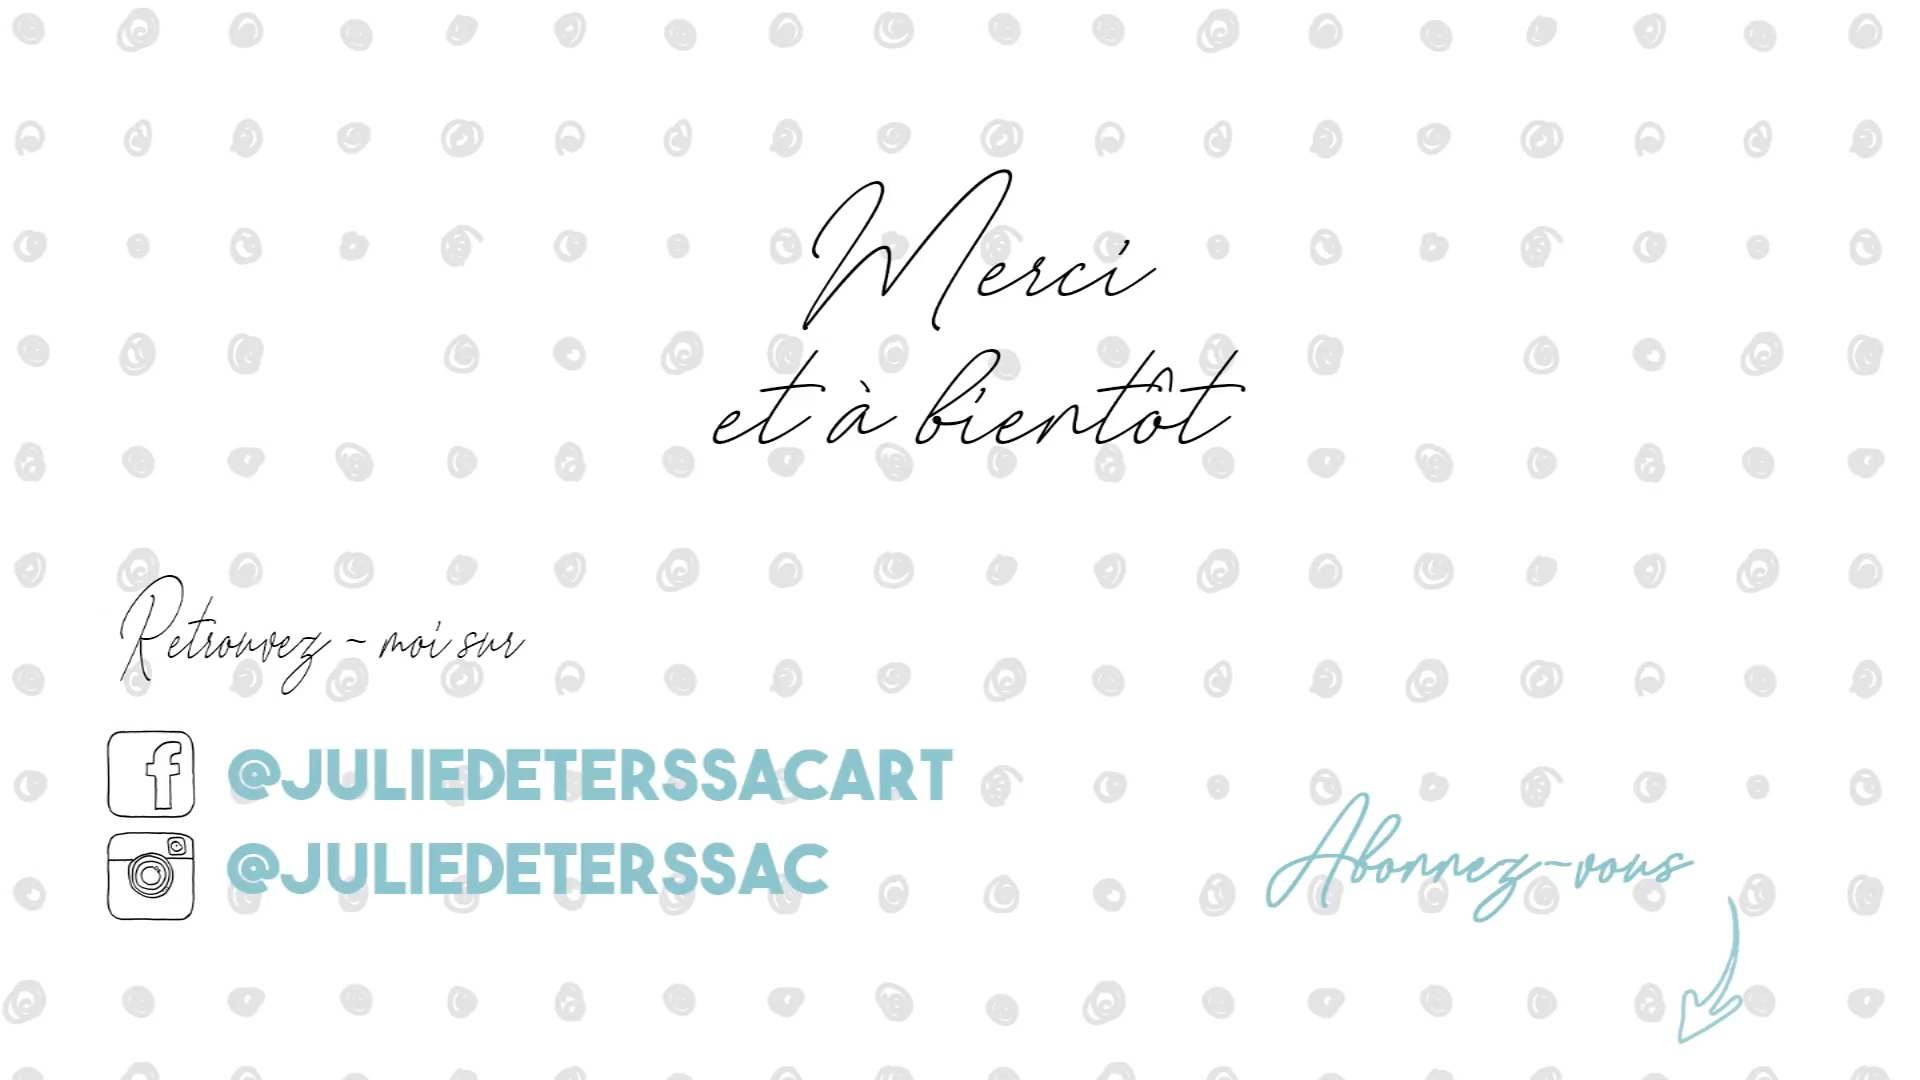 Merci
et à bientôt
Retrouvez-moi sur
@JULIEDETERSSACART
@JULIEDETERSSAC
Abonnez-vous